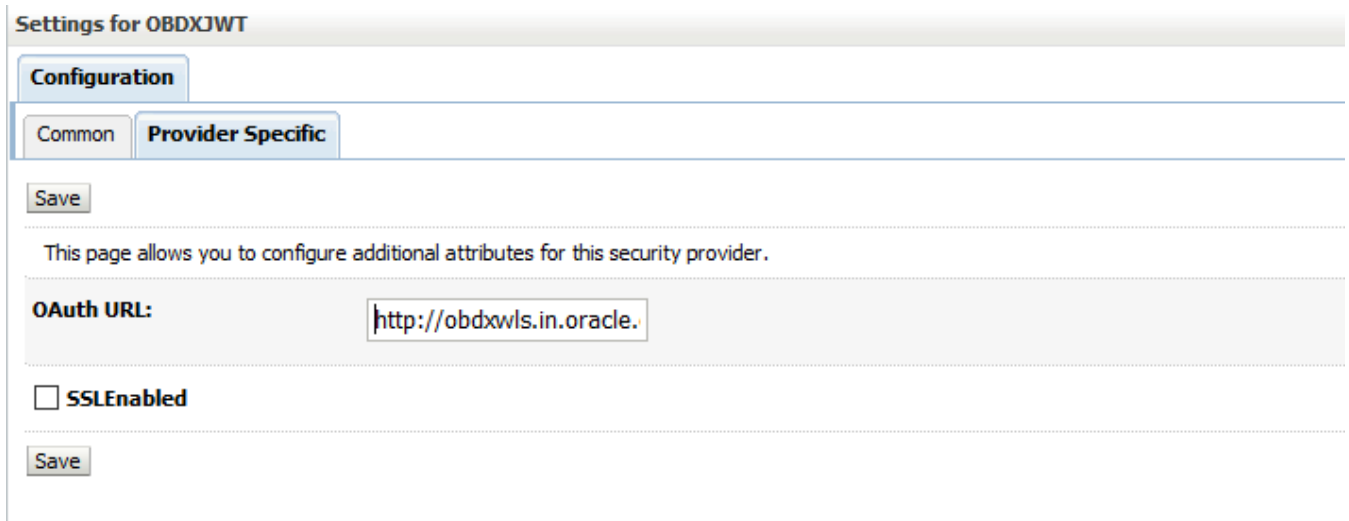 Settings for OBDXJWT
Configuration
Common Provider Specific
Save
This page allows you to configure additional attributes for this security provider.
OAuth URL: http://obdxwls.in.oracle.
SSLEnabled
Save